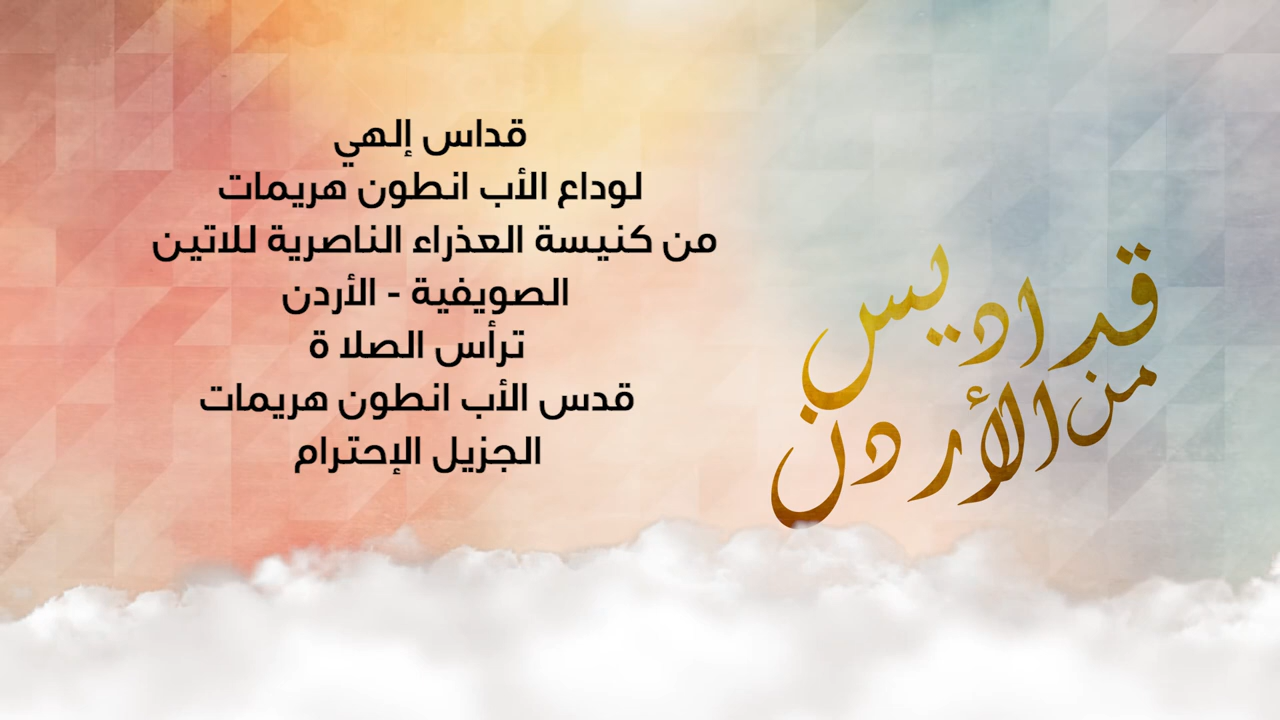 قداس إلهي
لوداع الأب انطون هريمات
من كنيسة العذراء الناصرية للاتين
الصويفية - الأردن
ترأس الصلا ة
قدس الأب انطون هريمات
الجزيل الإحترام
قداديس
من الأردن